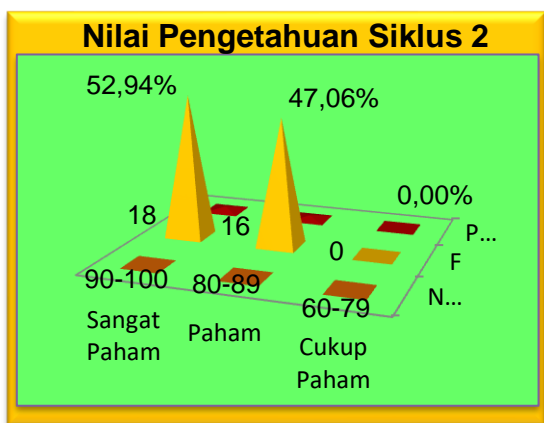 Nilai Pengetahuan Siklus 2
52,94%
47,06%
0,00%
18
16
0
P...
F
N...
90-100
80-89
60-79
Sangat
Paham
Paham
Cukup
Paham